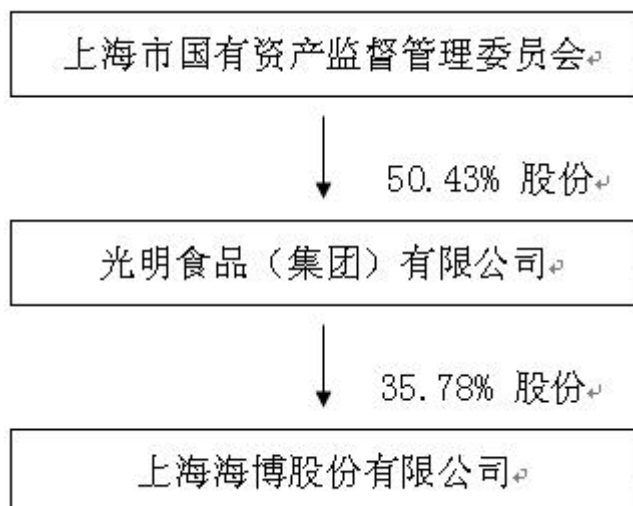 上海市国有资产监督管理委员会
50.43% 股份
光明食品（集团）有限公司
35.78% 股份
上海海博股份有限公司